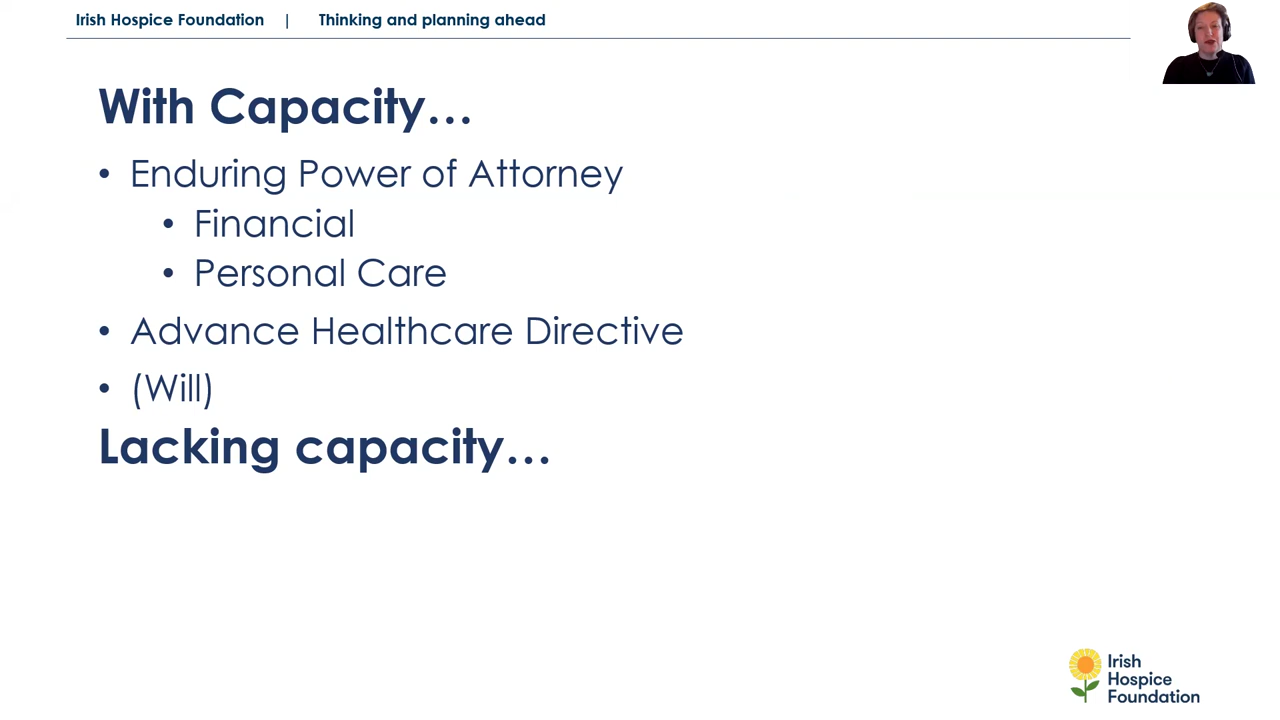 Irish Hospice Foundation | Thinking and planning ahead
With Capacity…
• Enduring Power of Attorney
• Financial
• Personal Care
• Advance Healthcare Directive
• (Will)
Lacking capacity…
Irish
Hospice
Foundation